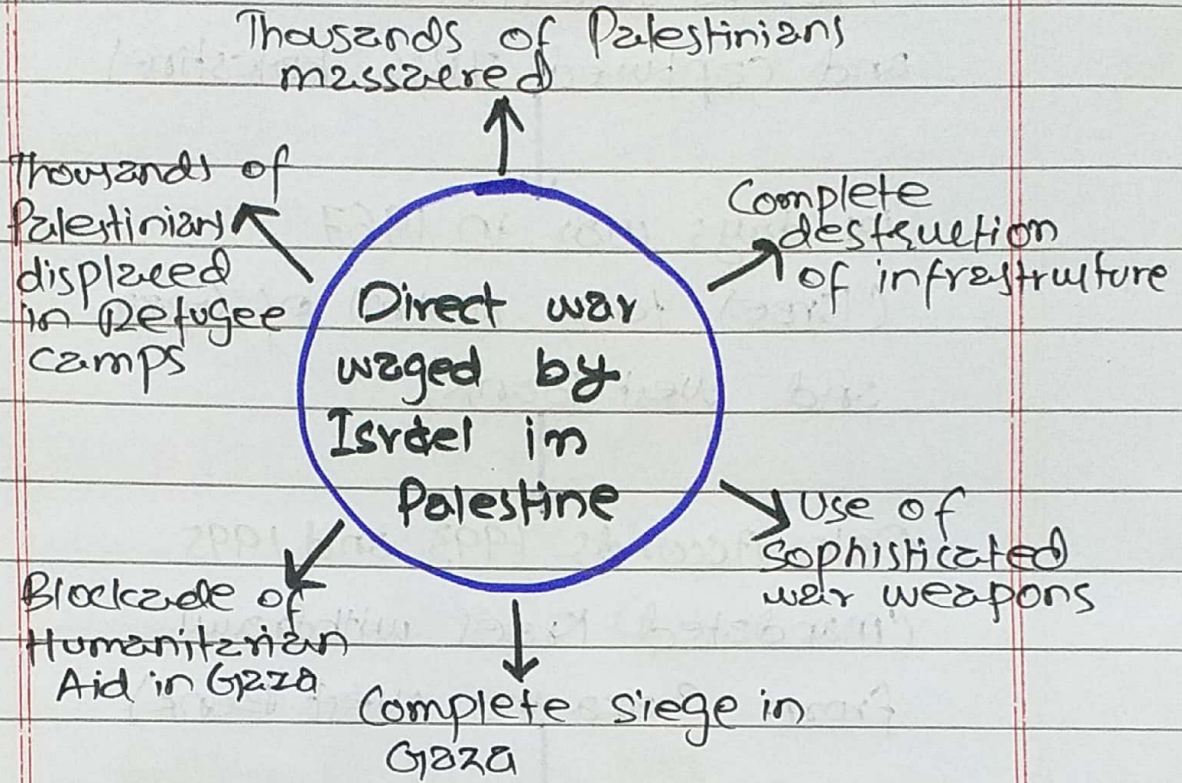 Thousands of Palestinians
massacred
Thousands of
Palestinians
displaced
in Refugee
camps
Complete
destruction
of infrastructure
Direct war
waged by
Israel in
Palestine
Use of
sophisticated
war weapons
Blockade of
Humanitarian
Aid in Gaza
Complete siege in
Gaza